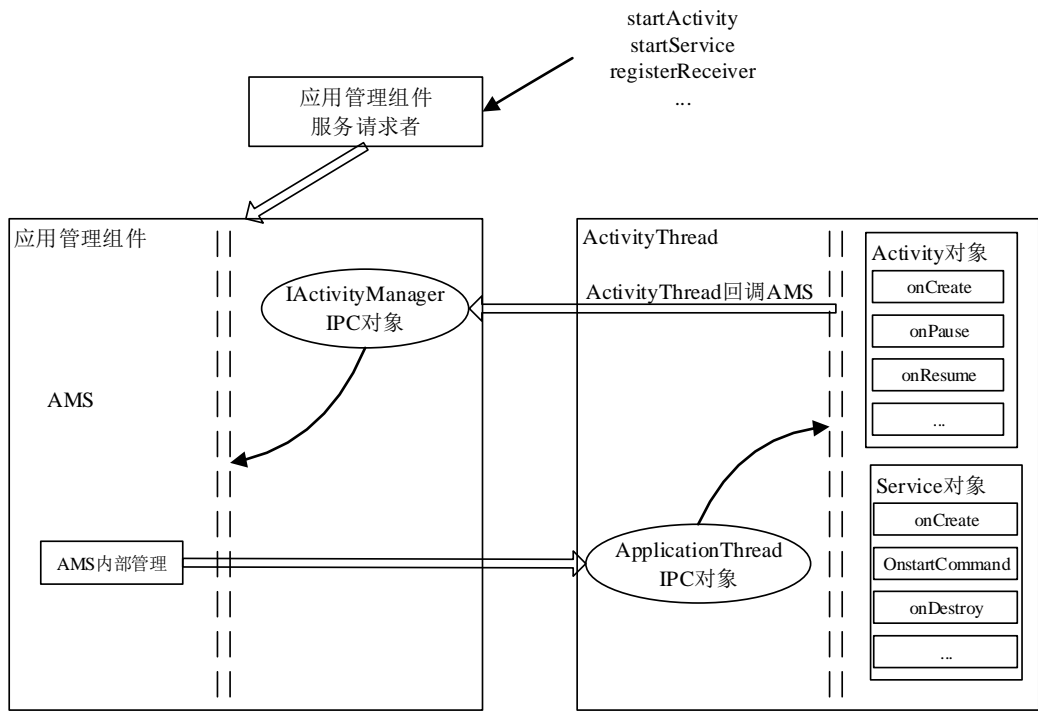 startActivity
startService
registerReceiver
...
应用管理组件
服务请求者
应用管理组件
IActivityManager
IPC对象
AMS
AMS内部管理
ActivityThread
ActivityThread回调AMS
ApplicationThread
IPC对象
Activity对象
onCreate
onPause
onResume
...
Service对象
onCreate
OnstartCommand
onDestroy
...